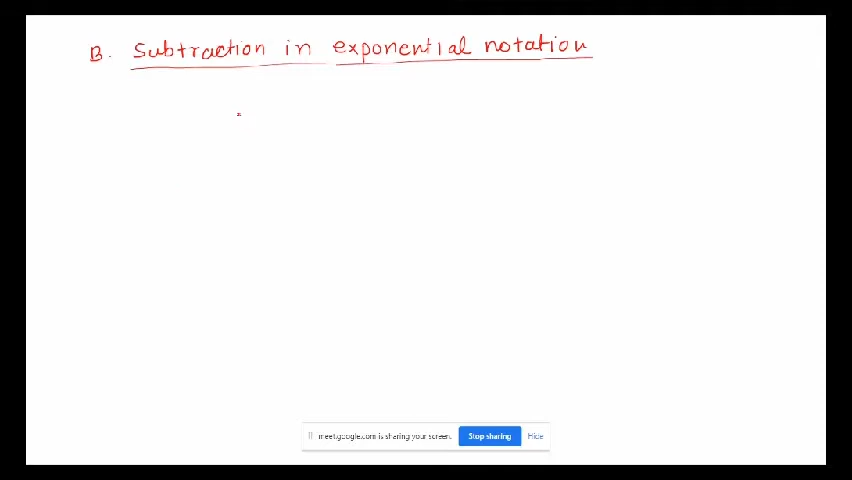 B. Subtraction in exponential notation
meet.google.com is sharing your screen. Stop sharing Hide